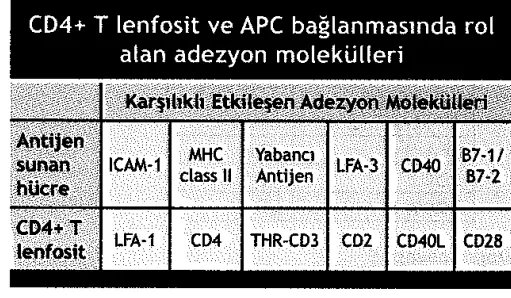 CD4+ T lenfosit ve APC bağlanmasında rol
alan adezyon molekülleri
Karşılıklı Etkileşen Adezyon Molekülleri
Antijen
sunan
hücre
ICAM-1
MHC
class II
Yabancı
Antijen
LFA-3
CD40
B7-1/
B7-2
CD4+ T
lenfosit
LFA-1
CD4
THR-CD3
CD2
CD40L
CD28